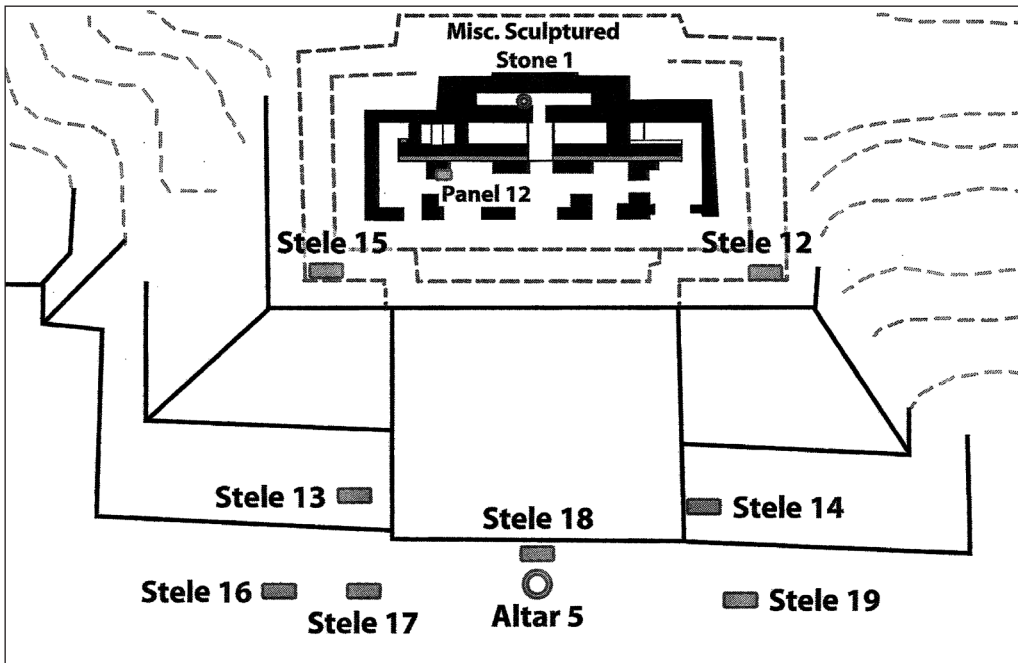 Misc. Sculptured
Stone 1
Panel 12
Stele 15
Stele 12
Stele 13
Stele 14
Stele 18
Stele 16
Stele 17
Altar 5
Stele 19